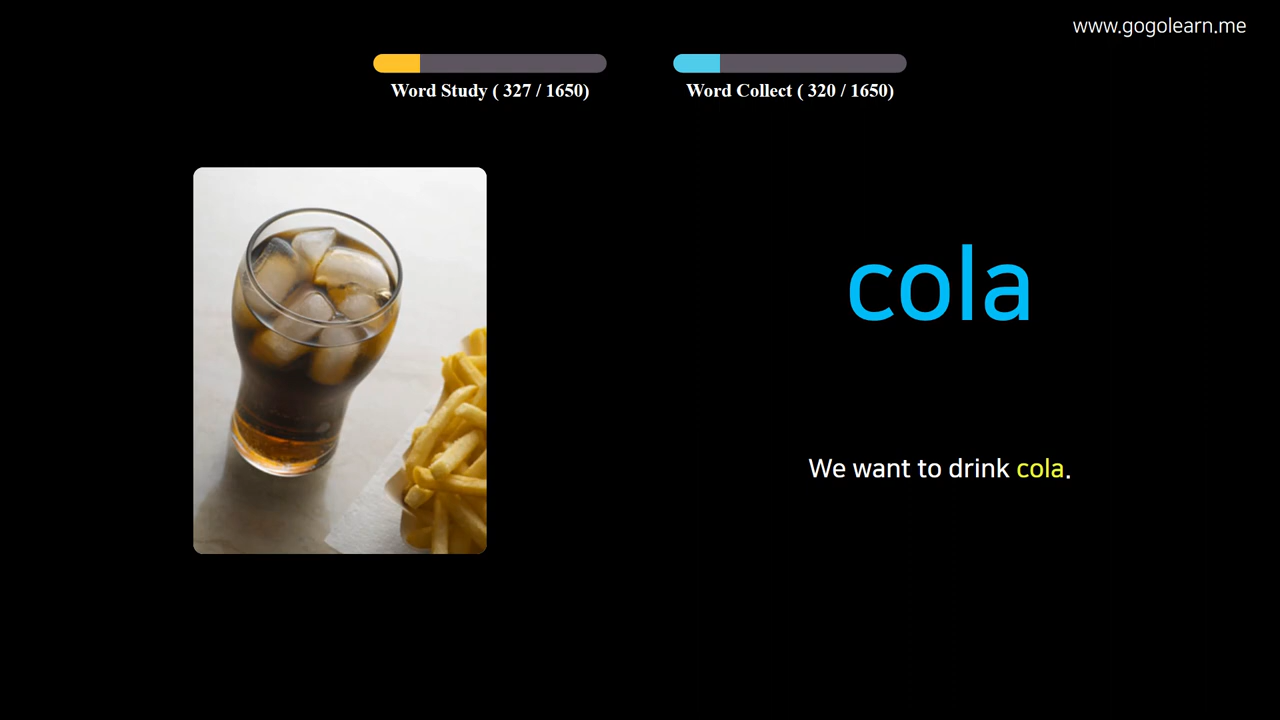 www.gogolearn.me
Word Study ( 327 / 1650)
Word Collect ( 320 / 1650)
cola
We want to drink cola.